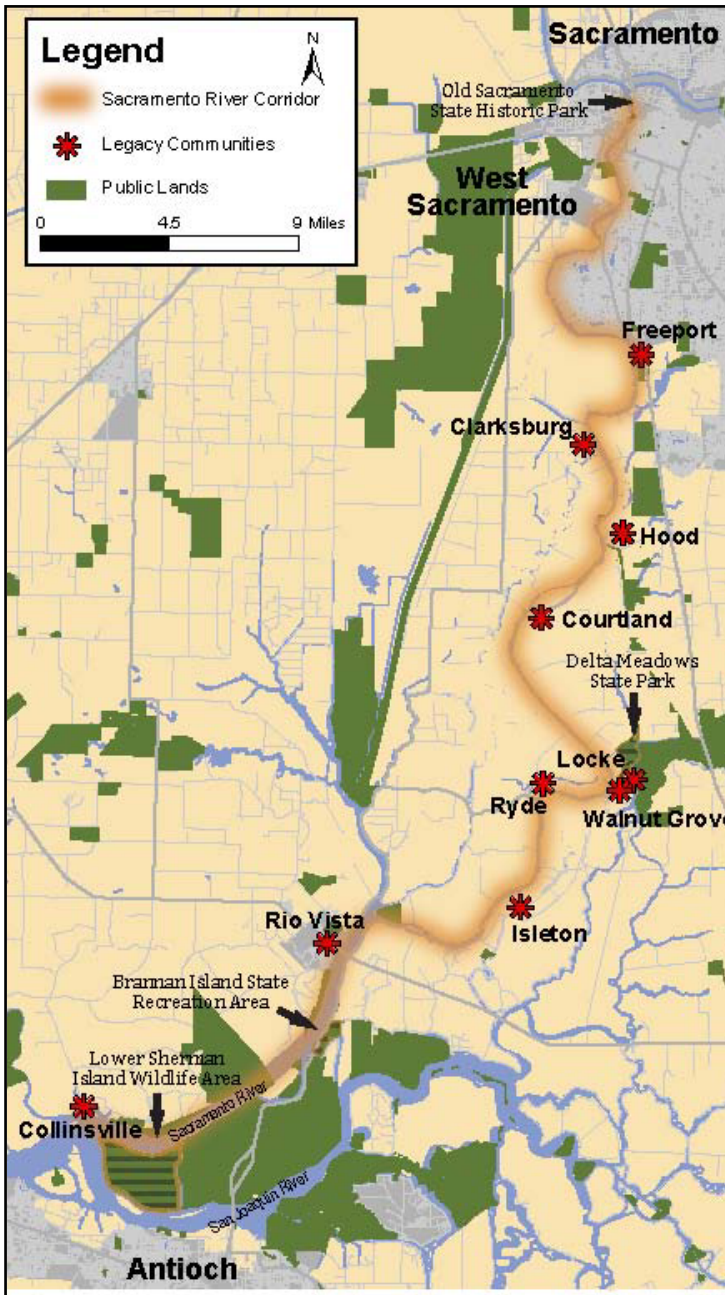 Legend
N
Sacramento River Corridor
Legacy Communities
Public Lands
0 4.5 9 Miles
Sacramento
Old Sacramento
State Historic Park
West
Sacramento
Freeport
Clarksburg
Hood
Courtland
Delta Meadows
State Park
Locke
Ryde
Walnut Grove
Isleton
Rio Vista
Brannan Island State
Recreation Area
Lower Sherman
Island Wildlife Area
Sacramento River
Collinsville
San Joaquin River
Antioch